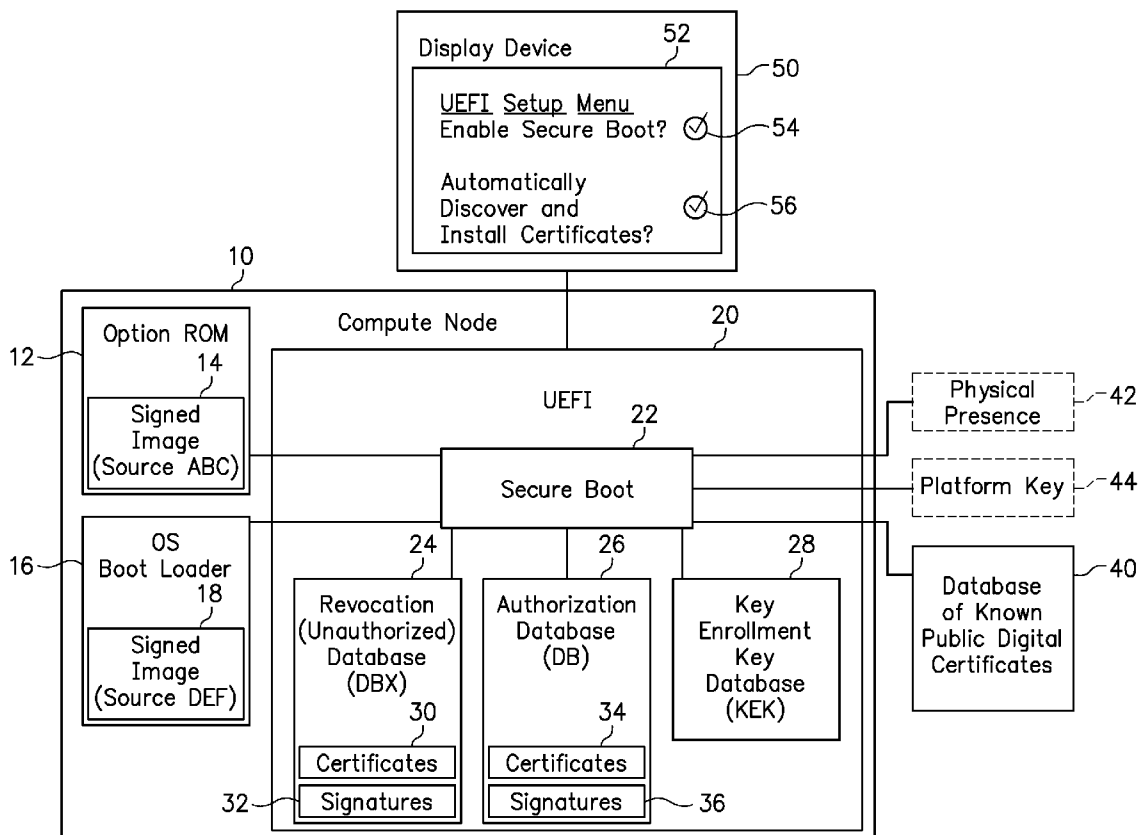 52
Display Device
50
UEFI Setup Menu
Enable Secure Boot?
54
Automatically
Discover and
Install Certificates?
56
10
Compute Node
20
Option ROM
12
14
Signed
Image
(Source ABC)
UEFI
22
Secure Boot
Physical
Presence
42
Platform Key
44
16
OS
Boot Loader
18
Signed
Image
(Source DEF)
24
Revocation
(Unauthorized)
Database
(DBX)
30
Certificates
32
Signatures
26
Authorization
Database
(DB)
34
Certificates
Signatures
36
28
Key
Enrollment
Key
Database
(KEK)
40
Database
of Known
Public Digital
Certificates